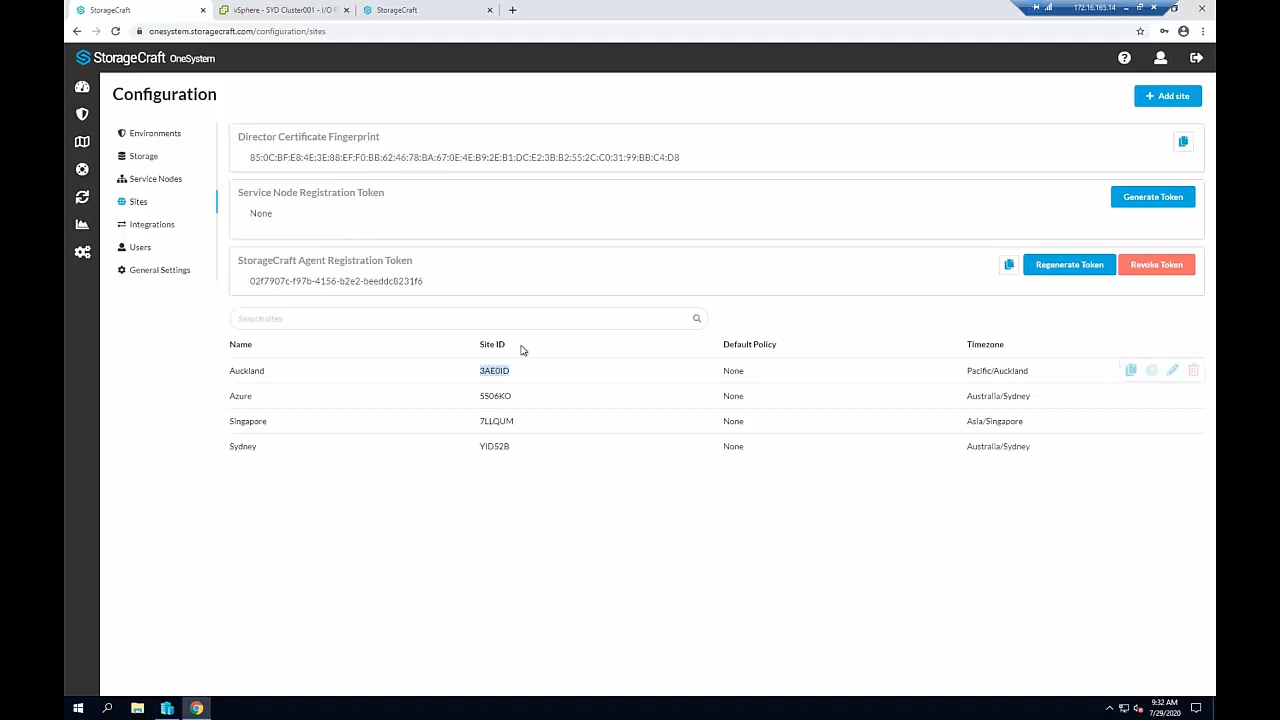 StorageCraft
vSphere - SYD Cluster001 - I/O
StorageCraft
172.16.165.14
onesystem.storagecraft.com/configuration/sites
StorageCraft OneSystem
Configuration
Add site
Environments
Storage
Service Nodes
Sites
Integrations
Users
General Settings
Director Certificate Fingerprint
85:0C:BF:E8:4E:3E:88:EF:F0:BB:62:46:78:BA:67:0E:4E:B9:2E:B1:DC:E2:3B:B2:55:2C:C0:31:99:BB:C4:D8
Service Node Registration Token
Generate Token
None
StorageCraft Agent Registration Token
Regenerate Token
Revoke Token
02f7907c-f97b-4156-b2e2-beeddc8231f6
Search sites
Name Site ID Default Policy Timezone
Auckland 3AE0ID None Pacific/Auckland
Azure 5S06KO None Australia/Sydney
Singapore 7LLQUM None Asia/Singapore
Sydney YID52B None Australia/Sydney
9:32 AM
7/29/2020